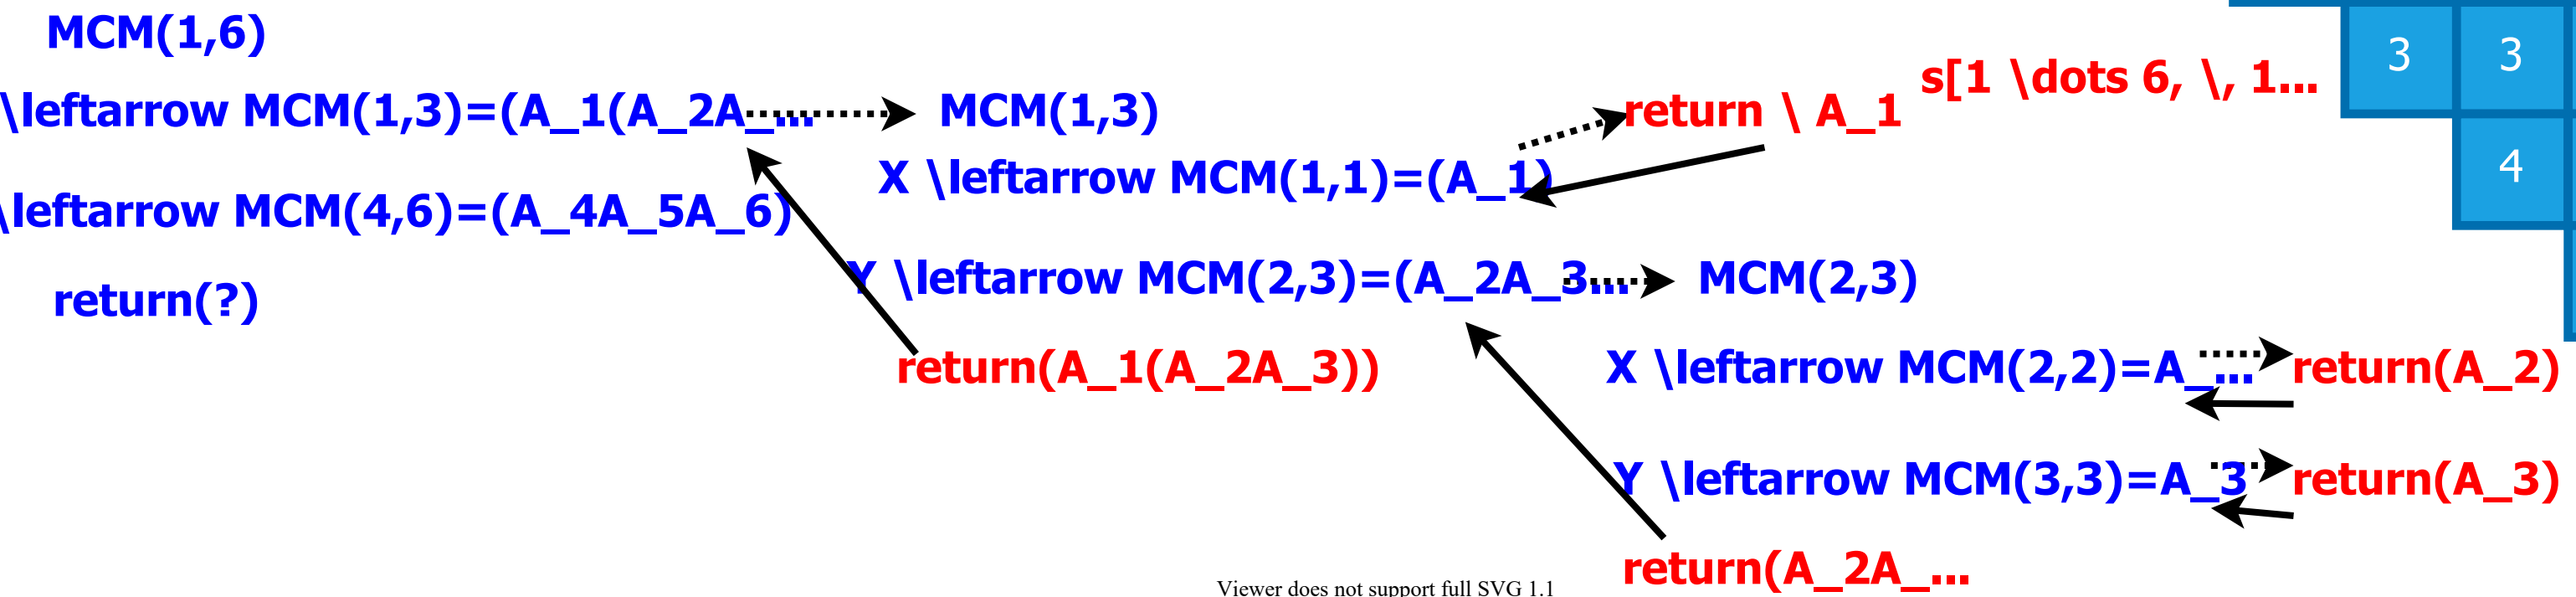 MCM(1,6)
\leftarrow MCM(1,3)=(A_1(A_2A_...
\leftarrow MCM(4,6)=(A_4A_5A_6)
return(?)
MCM(1,3)
X \leftarrow MCM(1,1)=(A_1)
Y \leftarrow MCM(2,3)=(A_2A_3...
return(A_1(A_2A_3))
return \ A_1
s[1 \dots 6, \, 1...
3 3
4
MCM(2,3)
X \leftarrow MCM(2,2)=A_...
return(A_2)
Y \leftarrow MCM(3,3)=A_3
return(A_3)
return(A_2A_...
Viewer does not support full SVG 1.1